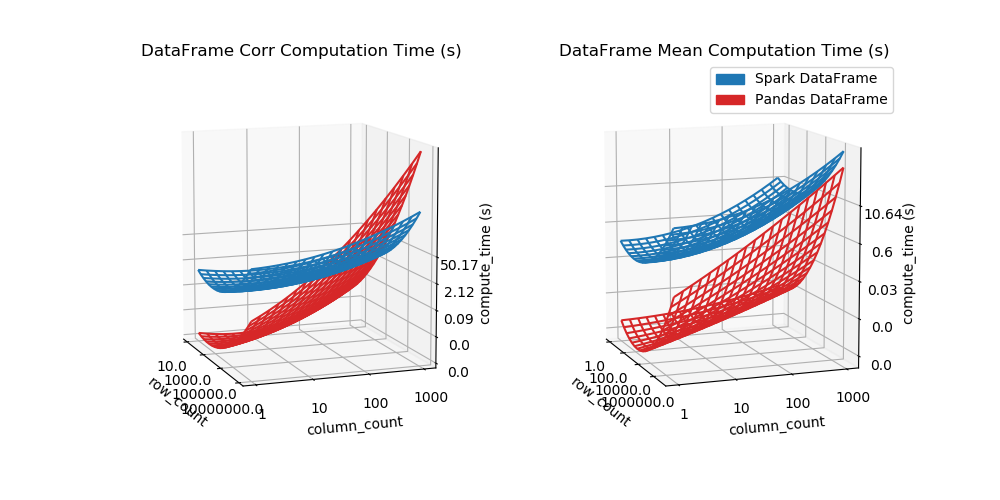 DataFrame Corr Computation Time (s)
DataFrame Mean Computation Time (s)
Spark DataFrame
Pandas DataFrame
50.17
2.12
0.09
0.0
0.0
compute_time (s)
10.0
1000.0
100000.0
10000000.0
row_count
1
10
100
1000
column_count
10.64
0.6
0.03
0.0
0.0
compute_time (s)
1.0
100.0
10000.0
1000000.0
row_count
1
10
100
1000
column_count